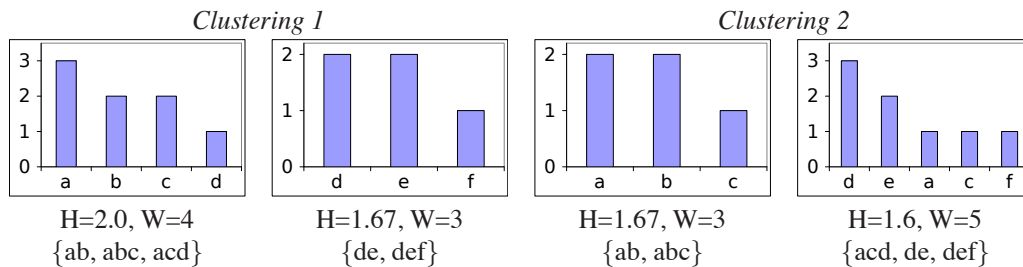 Clustering 1
Clustering 2
3
2
1
0
a b c d
H=2.0, W=4
{ab, abc, acd}
2
1
0
d e f
H=1.67, W=3
{de, def}
2
1
0
a b c
H=1.67, W=3
{ab, abc}
3
2
1
0
d e a c f
H=1.6, W=5
{acd, de, def}